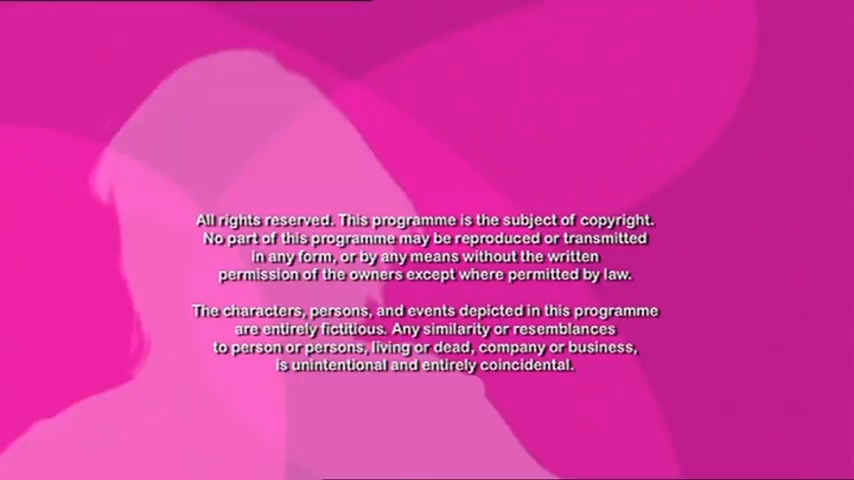 All rights reserved. This programme is the subject of copyright.
No part of this programme may be reproduced or transmitted
in any form, or by any means without the written
permission of the owners except where permitted by law.
The characters, persons, and events depicted in this programme
are entirely fictitious. Any similarity or resemblances
to person or persons, living or dead, company or business,
is unintentional and entirely coincidental.